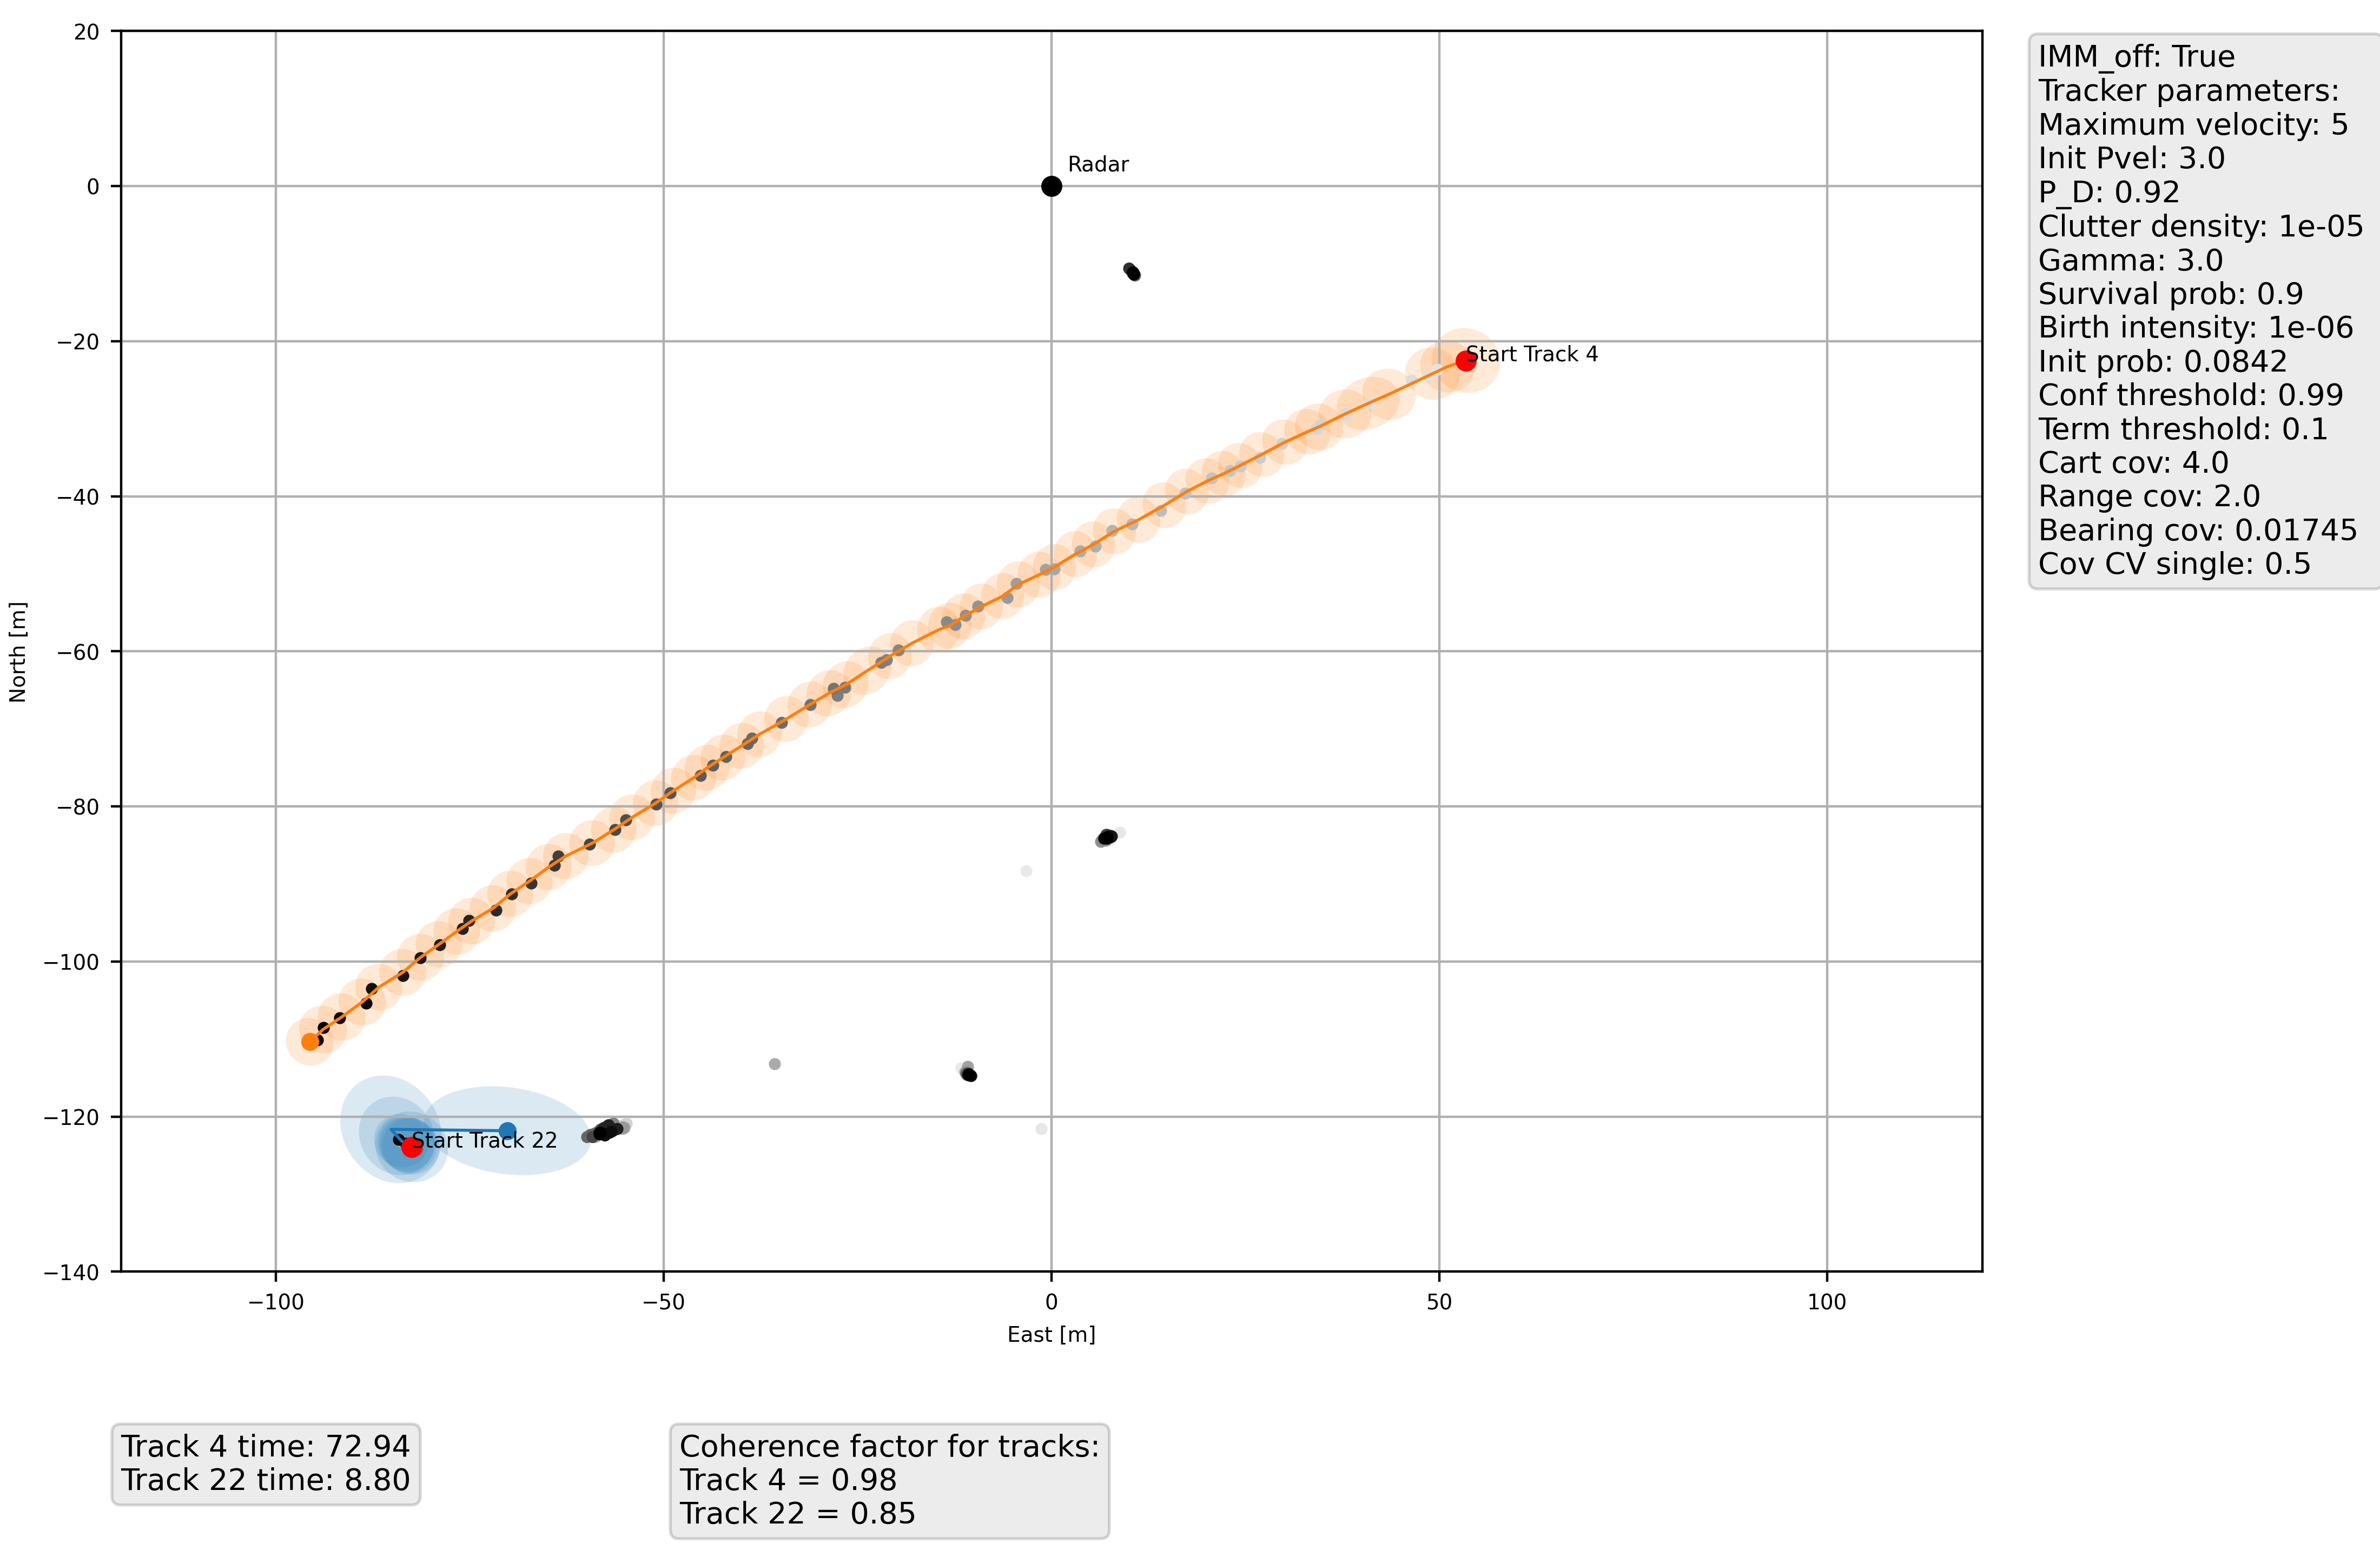 20
0
−20
−40
−60
−80
−100
−120
−140
North [m]
−100
−50
0
50
100
East [m]
Radar
Start Track 4
Start Track 22
IMM_off: True
Tracker parameters:
Maximum velocity: 5
Init Pvel: 3.0
P_D: 0.92
Clutter density: 1e-05
Gamma: 3.0
Survival prob: 0.9
Birth intensity: 1e-06
Init prob: 0.0842
Conf threshold: 0.99
Term threshold: 0.1
Cart cov: 4.0
Range cov: 2.0
Bearing cov: 0.01745
Cov CV single: 0.5
Track 4 time: 72.94
Track 22 time: 8.80
Coherence factor for tracks:
Track 4 = 0.98
Track 22 = 0.85